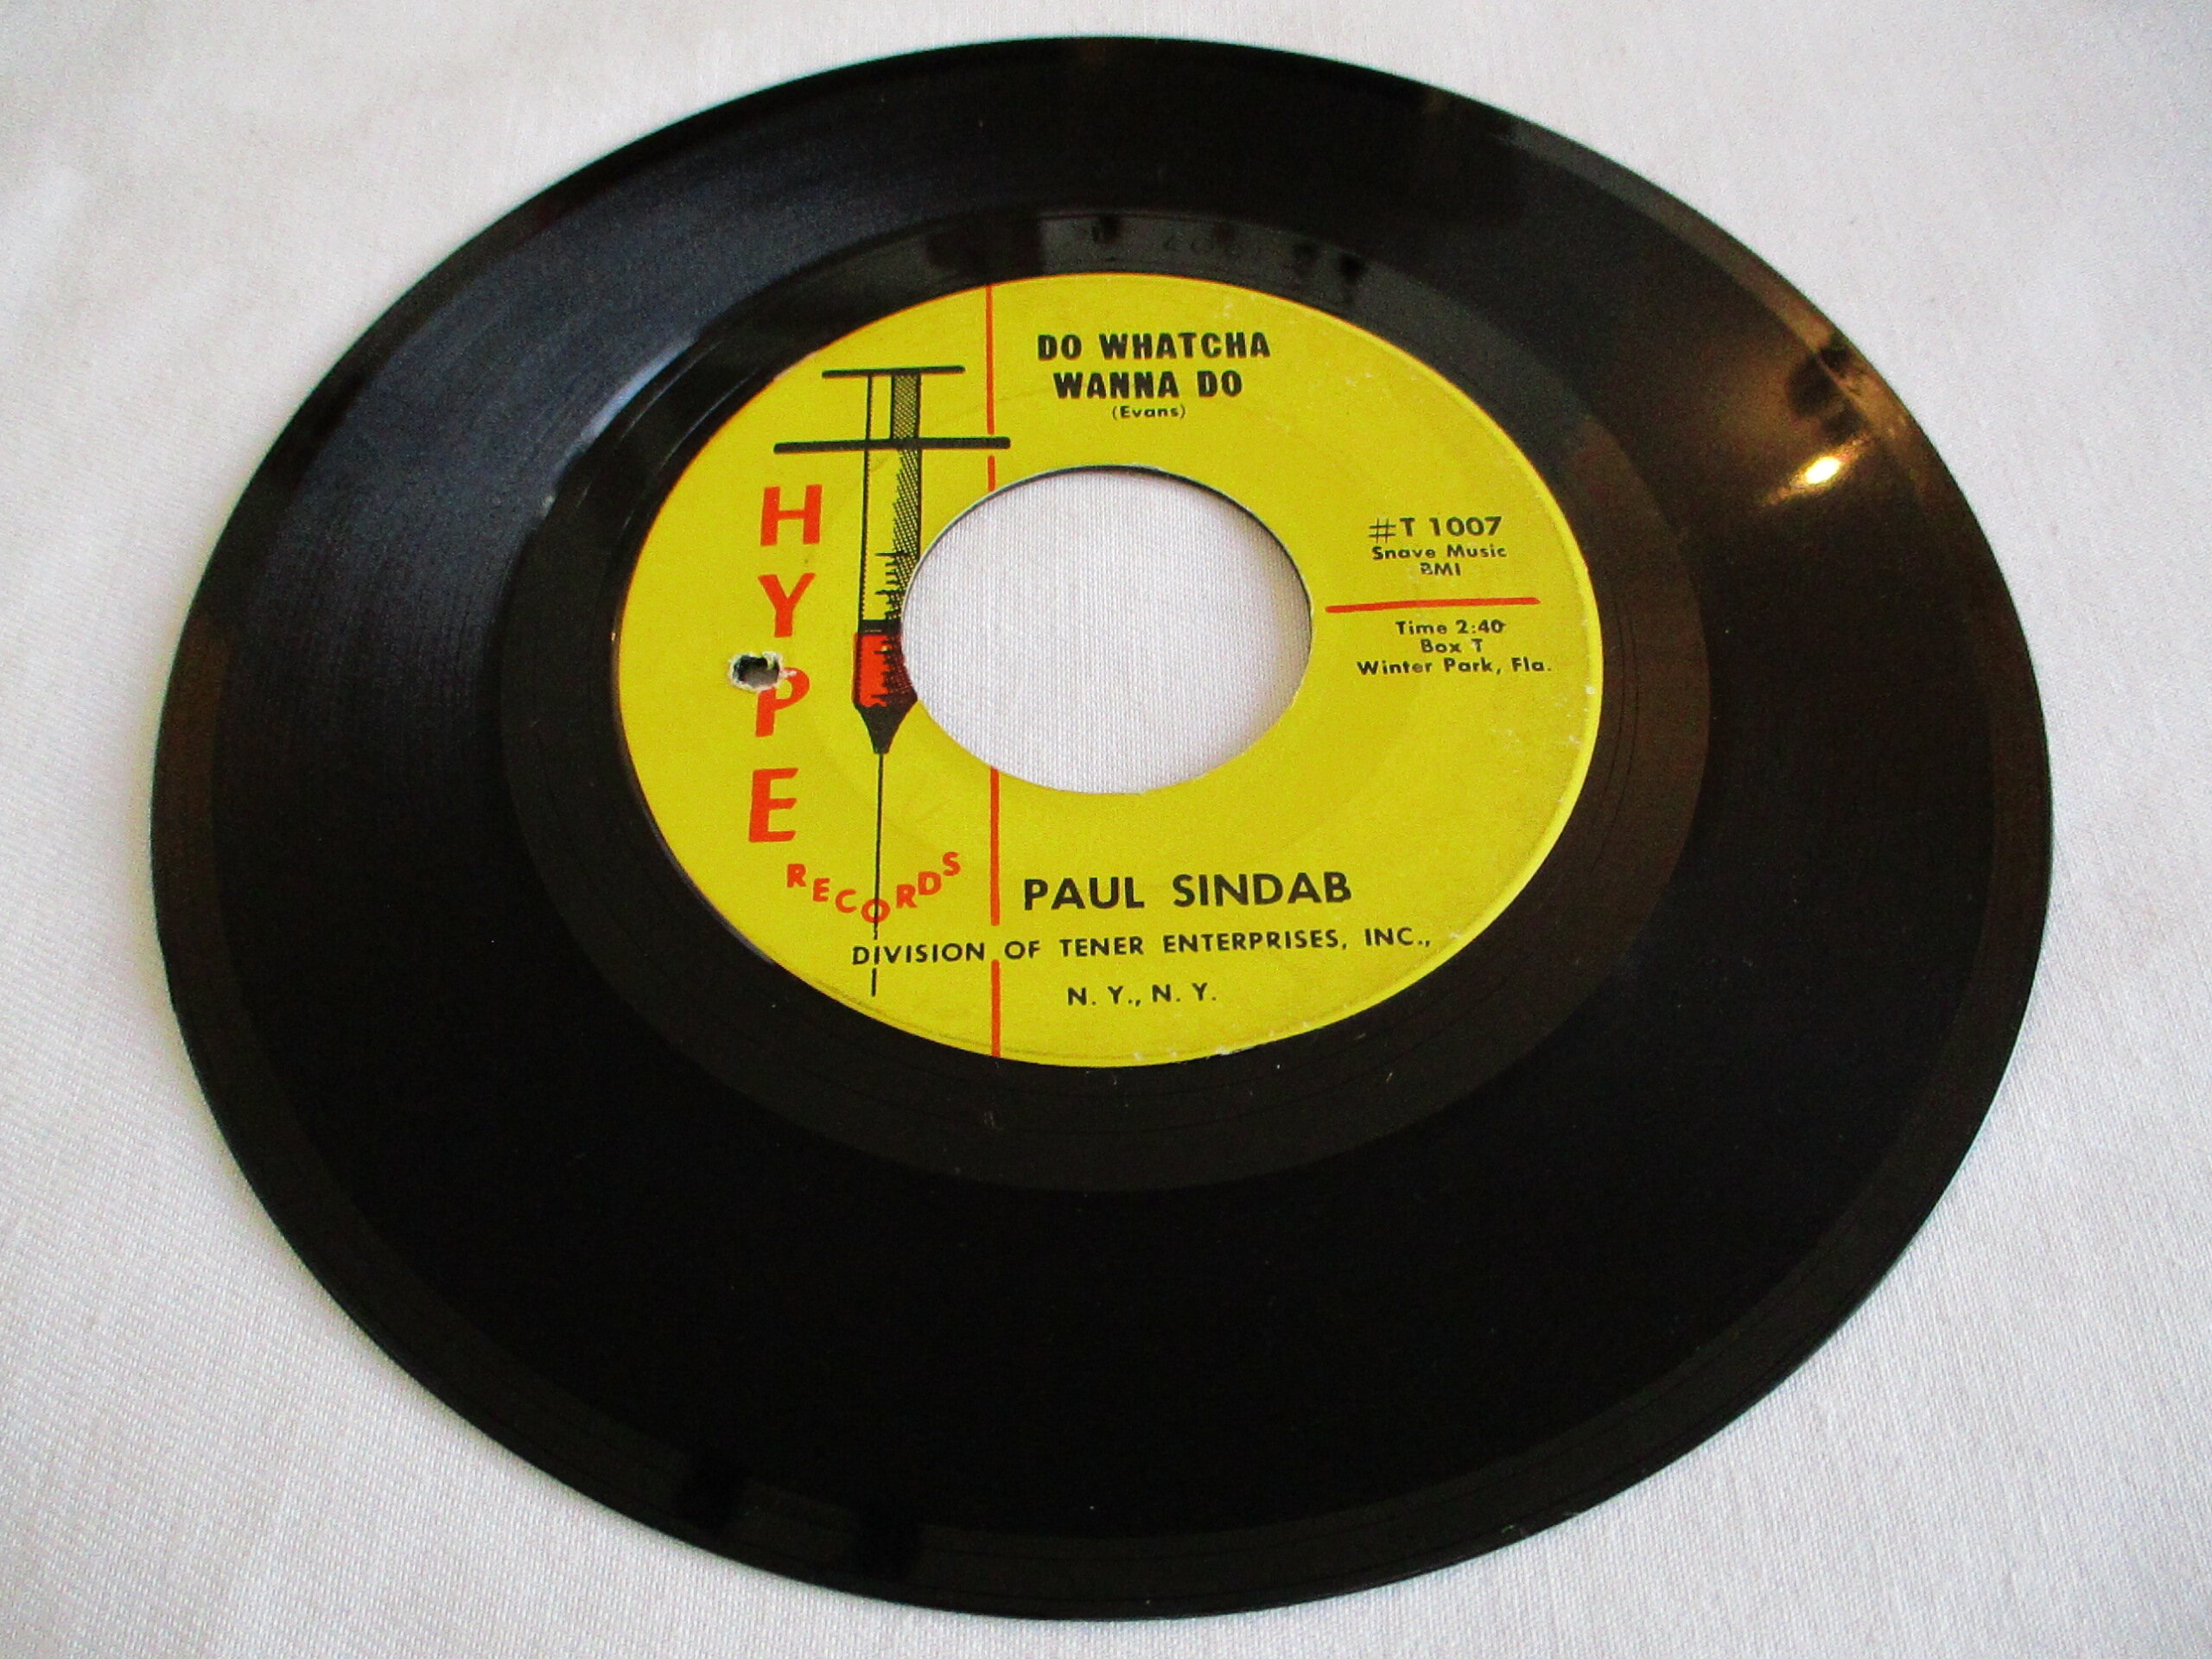 DO WHATCHA
WANNA DO
(Evans)
HYPE
RECORDS
#T 1007
Snave Music
BMI
Time 2:40
Box T
Winter Park, Fla.
PAUL SINDAB
DIVISION OF TENER ENTERPRISES, INC.,
N. Y., N. Y.